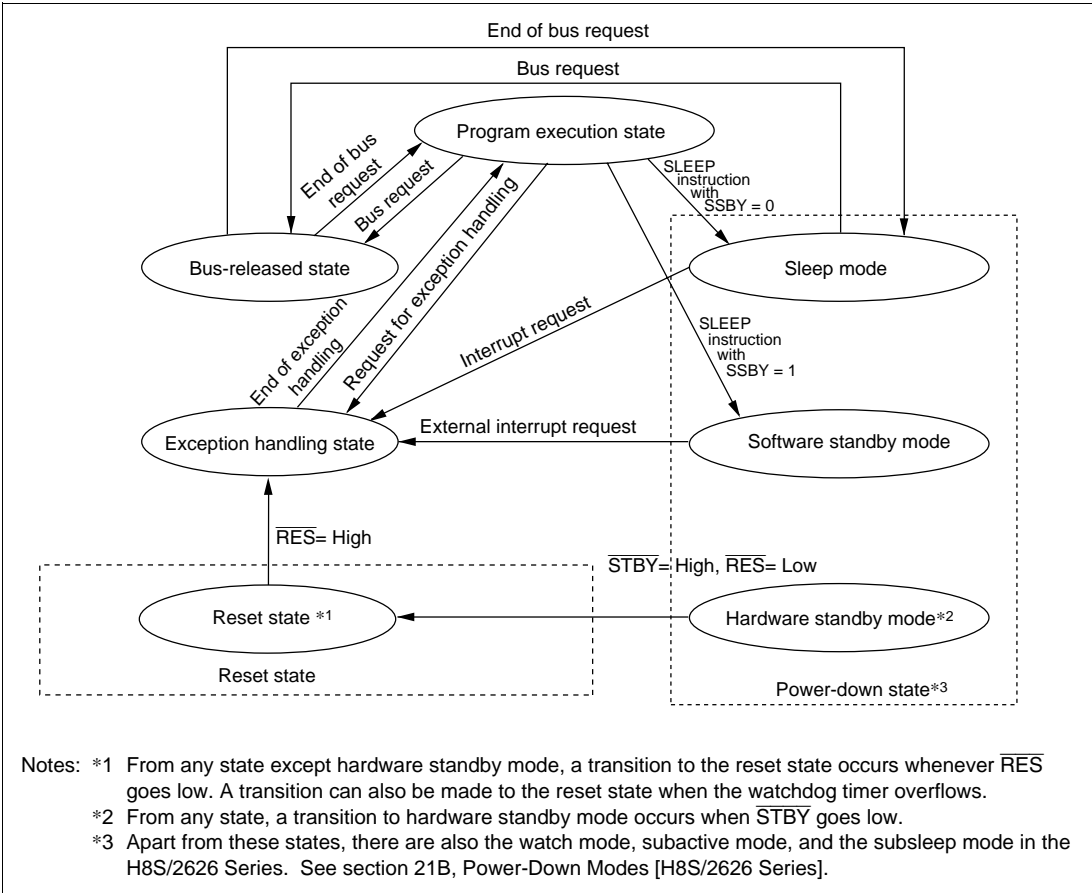 End of bus request
Bus request
Program execution state
End of bus
request
Bus request
SLEEP
instruction
with
SSBY = 0
Bus-released state
Sleep mode
End of exception
handling
Request for exception handling
Interrupt request
SLEEP
instruction
with
SSBY = 1
Exception handling state
External interrupt request
Software standby mode
R̅E̅S̅= High
S̅T̅B̅Y̅= High, R̅E̅S̅= Low
Reset state *1
Hardware standby mode*2
Reset state
Power-down state*3
Notes: *1 From any state except hardware standby mode, a transition to the reset state occurs whenever R̅E̅S̅
goes low. A transition can also be made to the reset state when the watchdog timer overflows.
*2 From any state, a transition to hardware standby mode occurs when S̅T̅B̅Y̅ goes low.
*3 Apart from these states, there are also the watch mode, subactive mode, and the subsleep mode in the
H8S/2626 Series. See section 21B, Power-Down Modes [H8S/2626 Series].